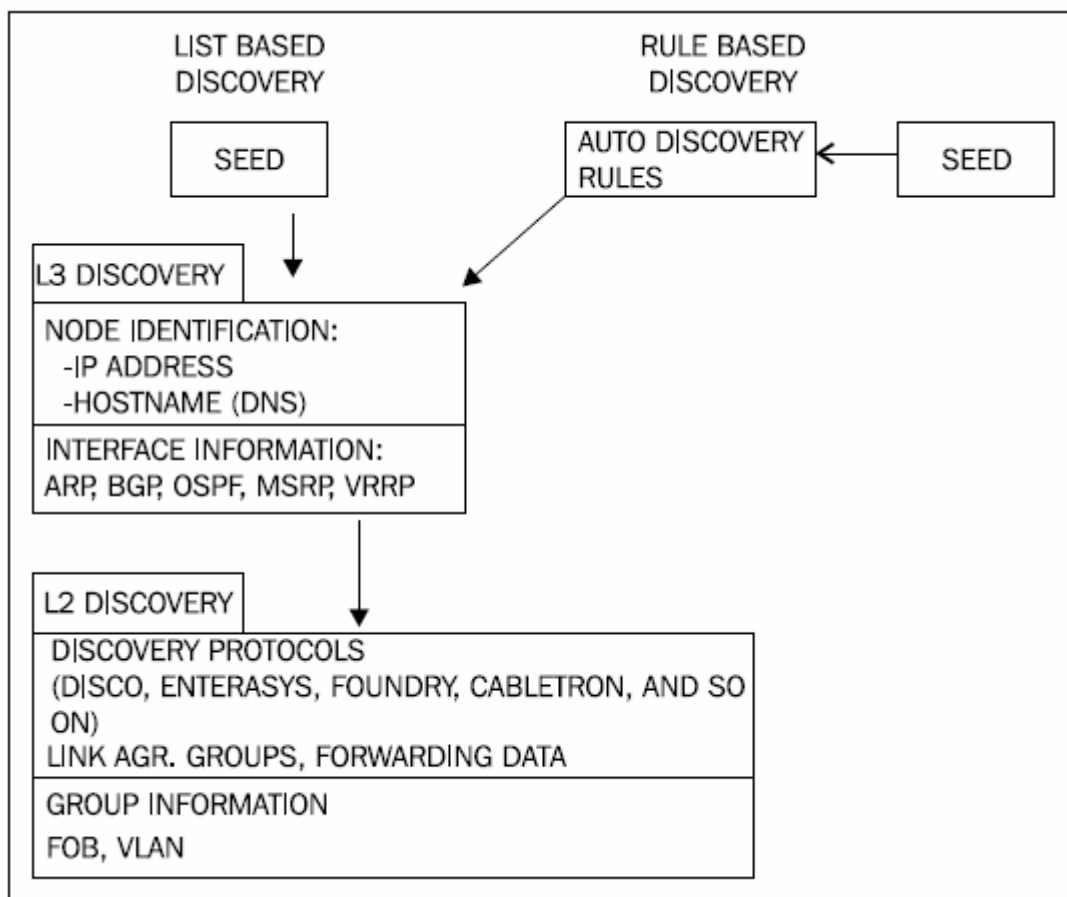 LIST BASED
DISCOVERY
RULE BASED
DISCOVERY
SEED
AUTO DISCOVERY
RULES
SEED
L3 DISCOVERY
NODE IDENTIFICATION:
-IP ADDRESS
-HOSTNAME (DNS)
INTERFACE INFORMATION:
ARP, BGP, OSPF, MSRP, VRRP
L2 DISCOVERY
DISCOVERY PROTOCOLS
(DISCO, ENTERASYS, FOUNDRY, CABLETRON, AND SO
ON)
LINK AGR. GROUPS, FORWARDING DATA
GROUP INFORMATION
FOB, VLAN